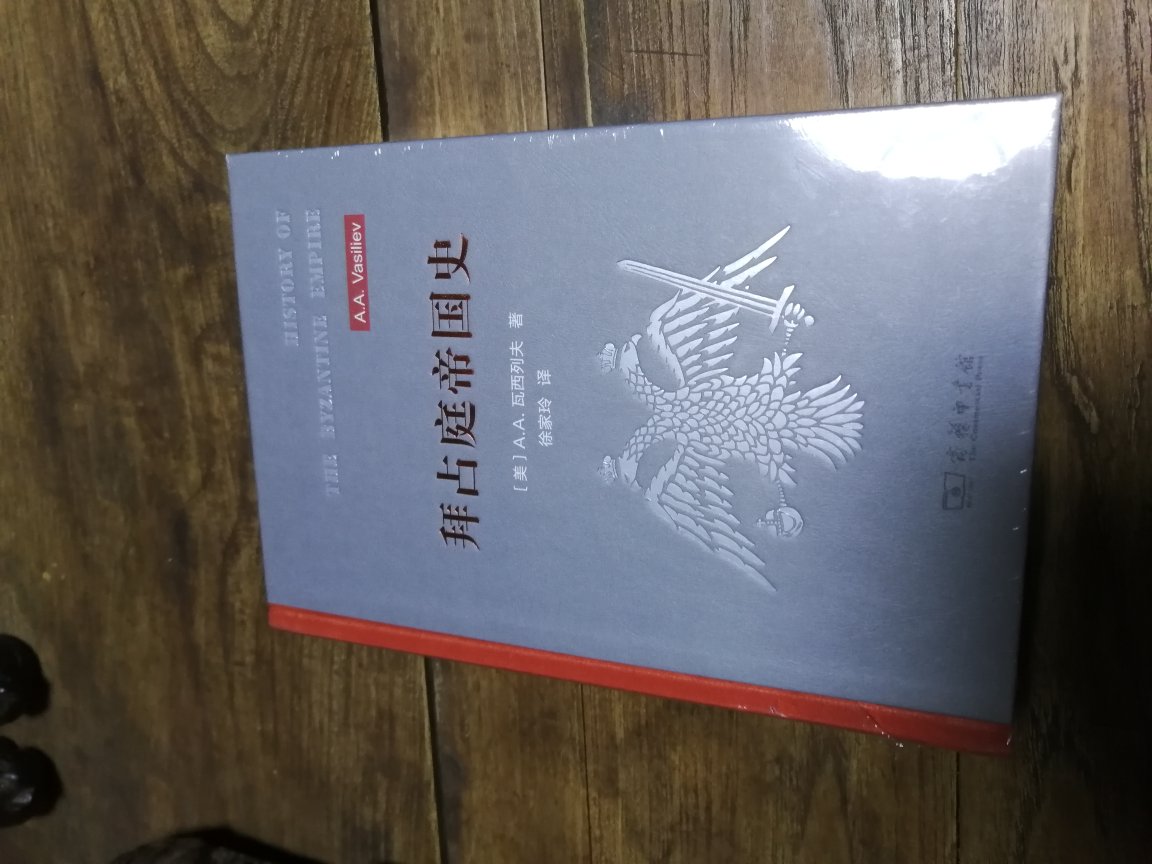 HISTORY OF
THE BYZANTINE EMPIRE
A.A. Vasiliev
拜占庭帝国史
［美］A.A. 瓦西列夫 著
徐家玲 译
商务印书馆
The Commercial Press